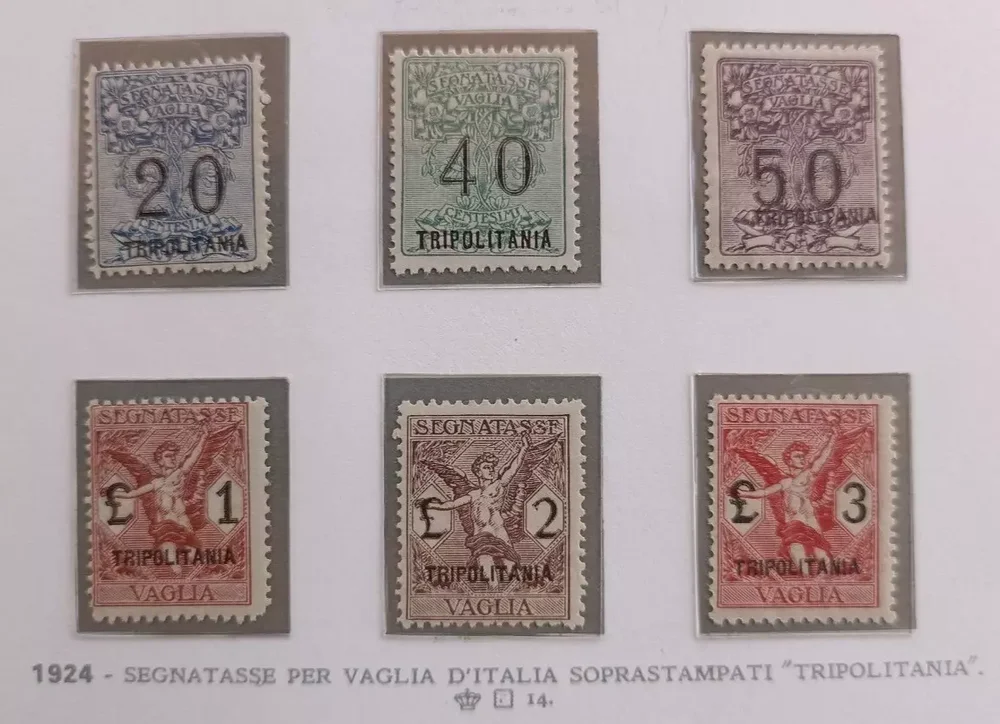 SEGNATASSE
VAGLIA
20
CENTESIMI
TRIPOLITANIA
SEGNATASSE
VAGLIA
40
CENTESIMI
TRIPOLITANIA
SEGNATASSE
VAGLIA
50
TRIPOLITANIA
SEGNATASSE
£ 1
TRIPOLITANIA
VAGLIA
SEGNATASSE
£ 2
TRIPOLITANIA
VAGLIA
SEGNATASSE
£ 3
TRIPOLITANIA
VAGLIA
1924 - SEGNATASSE PER VAGLIA D'ITALIA SOPRASTAMPATI "TRIPOLITANIA".
14.